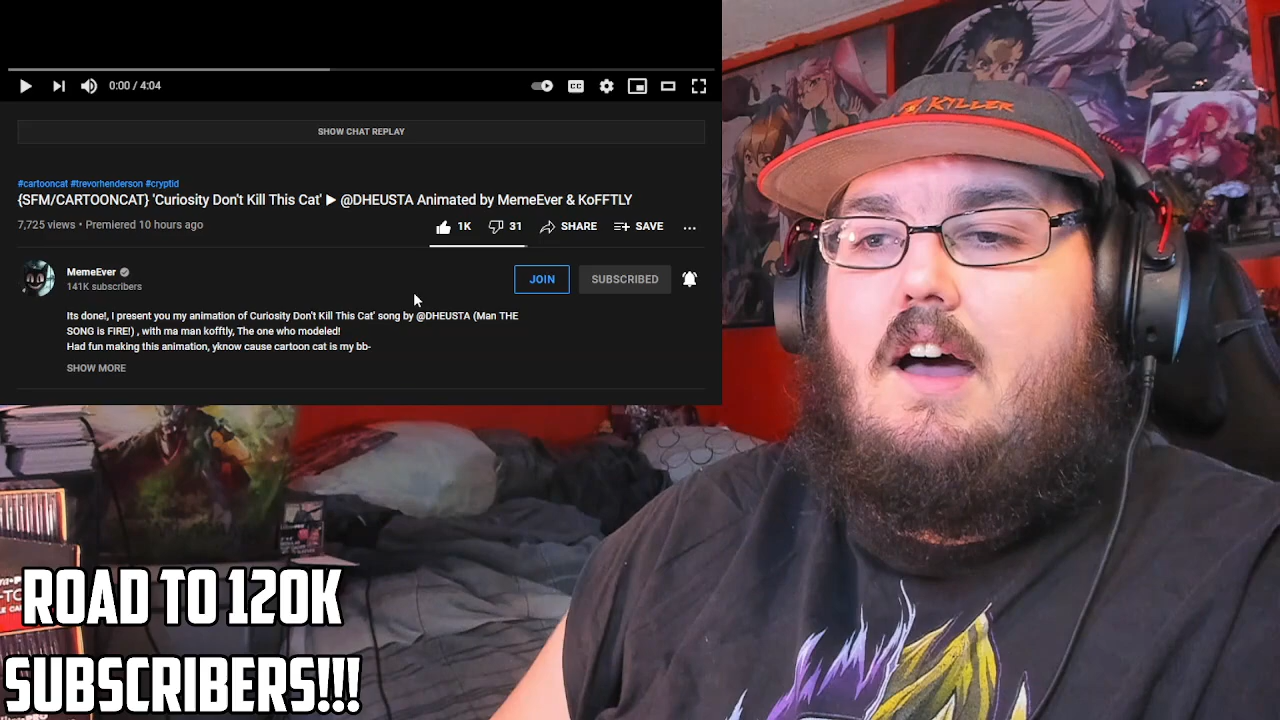 0:00 / 4:04
CC
SHOW CHAT REPLAY
#cartooncat #trevorhenderson #cryptid
{SFM/CARTOONCAT} 'Curiosity Don't Kill This Cat' ▶ @DHEUSTA Animated by MemeEver & KoFFTLY
7,725 views • Premiered 10 hours ago
1K 31 SHARE SAVE
MemeEver
141K subscribers
JOIN SUBSCRIBED
Its done!, I present you my animation of Curiosity Don't Kill This Cat' song by @DHEUSTA (Man THE
SONG is FIRE!) , with ma man kofftly, The one who modeled!
Had fun making this animation, yknow cause cartoon cat is my bb-
SHOW MORE
KYLLER
ROAD TO 120K
SUBSCRIBERS!!!